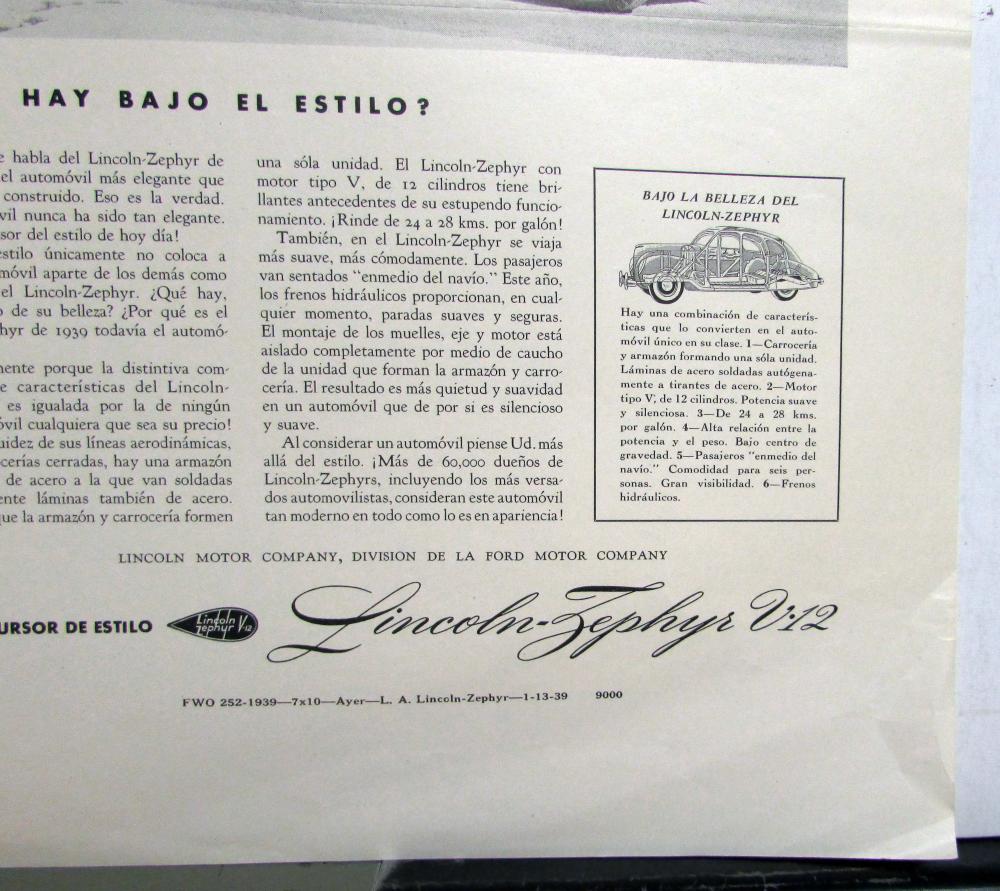 HAY BAJO EL ESTILO?
habla del Lincoln-Zephyr de
el automóvil más elegante que
construido. Eso es la verdad.
nunca ha sido tan elegante.
del estilo de hoy día!
únicamente no coloca a
aparte de los demás como
el Lincoln-Zephyr. ¿Qué hay,
de su belleza? ¿Por qué es el
de 1939 todavía el automó-
porque la distintiva com-
características del Lincoln-
es igualada por la de ningún
cualquiera que sea su precio!
de sus líneas aerodinámicas,
cerradas, hay una armazón
de acero a la que van soldadas
láminas también de acero.
la armazón y carrocería formen
una sóla unidad. El Lincoln-Zephyr con
motor tipo V, de 12 cilindros tiene bri-
llantes antecedentes de su estupendo funcio-
namiento. ¡Rinde de 24 a 28 kms. por galón!
También, en el Lincoln-Zephyr se viaja
más suave, más cómodamente. Los pasajeros
van sentados "enmedio del navío." Este año,
los frenos hidráulicos proporcionan, en cual-
quier momento, paradas suaves y seguras.
El montaje de los muelles, eje y motor está
aislado completamente por medio de caucho
de la unidad que forman la armazón y carro-
cería. El resultado es más quietud y suavidad
en un automóvil que de por si es silencioso
y suave.
Al considerar un automóvil piense Ud. más
allá del estilo. ¡Más de 60,000 dueños de
Lincoln-Zephyrs, incluyendo los más versa-
dos automovilistas, consideran este automóvil
tan moderno en todo como lo es en apariencia!
BAJO LA BELLEZA DEL
LINCOLN-ZEPHYR
Hay una combinación de caracterís-
ticas que lo convierten en el auto-
móvil único en su clase. 1—Carrocería
y armazón formando una sóla unidad.
Láminas de acero soldadas autógena-
mente a tirantes de acero. 2—Motor
tipo V, de 12 cilindros. Potencia suave
y silenciosa. 3—De 24 a 28 kms.
por galón. 4—Alta relación entre la
potencia y el peso. Bajo centro de
gravedad. 5—Pasajeros "enmedio del
navío." Comodidad para seis per-
sonas. Gran visibilidad. 6—Frenos
hidráulicos.
LINCOLN MOTOR COMPANY, DIVISION DE LA FORD MOTOR COMPANY
URSOR DE ESTILO
Lincoln
Zephyr V-12
Lincoln-Zephyr V·12
FWO 252-1939—7x10—Ayer—L. A. Lincoln-Zephyr—1-13-39 9000